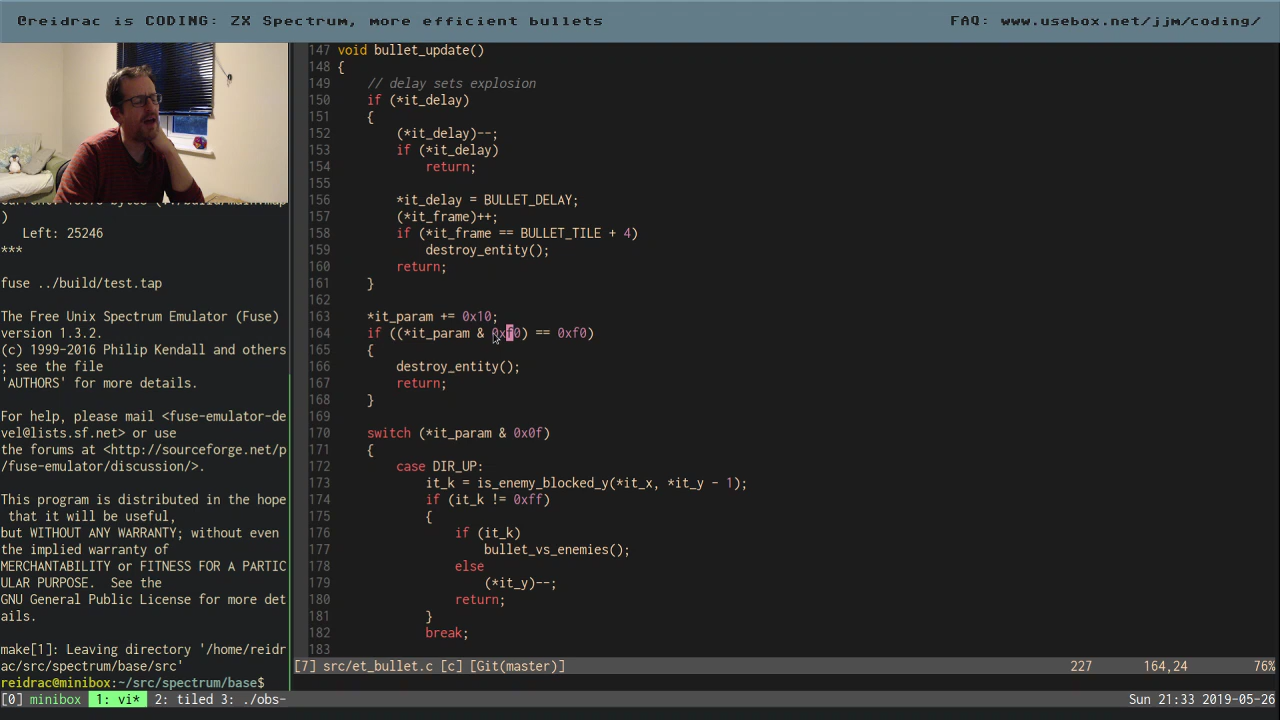 @reidrac is CODING: ZX Spectrum, more efficient bullets
FAQ: www.usebox.net/jjm/coding/
)
   Left: 25246
***
fuse ../build/test.tap
The Free Unix Spectrum Emulator (Fuse)
version 1.3.2.
(c) 1999-2016 Philip Kendall and others
; see the file
'AUTHORS' for more details.
For help, please mail <fuse-emulator-de
vel@lists.sf.net> or use
the forums at <http://sourceforge.net/p
/fuse-emulator/discussion/>.
This program is distributed in the hope
 that it will be useful,
but WITHOUT ANY WARRANTY; without even
the implied warranty of
MERCHANTABILITY or FITNESS FOR A PARTIC
ULAR PURPOSE.  See the
GNU General Public License for more det
ails.
make[1]: Leaving directory '/home/reidr
ac/src/spectrum/base/src'
reidrac@minibox:~/src/spectrum/base$
147 void bullet_update()
148 {
149     // delay sets explosion
150     if (*it_delay)
151     {
152         (*it_delay)--;
153         if (*it_delay)
154             return;
155
156         *it_delay = BULLET_DELAY;
157         (*it_frame)++;
158         if (*it_frame == BULLET_TILE + 4)
159             destroy_entity();
160         return;
161     }
162
163     *it_param += 0x10;
164     if ((*it_param & 0xf0) == 0xf0)
165     {
166         destroy_entity();
167         return;
168     }
169
170     switch (*it_param & 0x0f)
171     {
172         case DIR_UP:
173             it_k = is_enemy_blocked_y(*it_x, *it_y - 1);
174             if (it_k != 0xff)
175             {
176                 if (it_k)
177                     bullet_vs_enemies();
178                 else
179                     (*it_y)--;
180                 return;
181             }
182             break;
183
[7] src/et_bullet.c [c] [Git(master)] 227 164,24 76%
[0] minibox 1: vi* 2: tiled 3: ./obs- Sun 21:33 2019-05-26